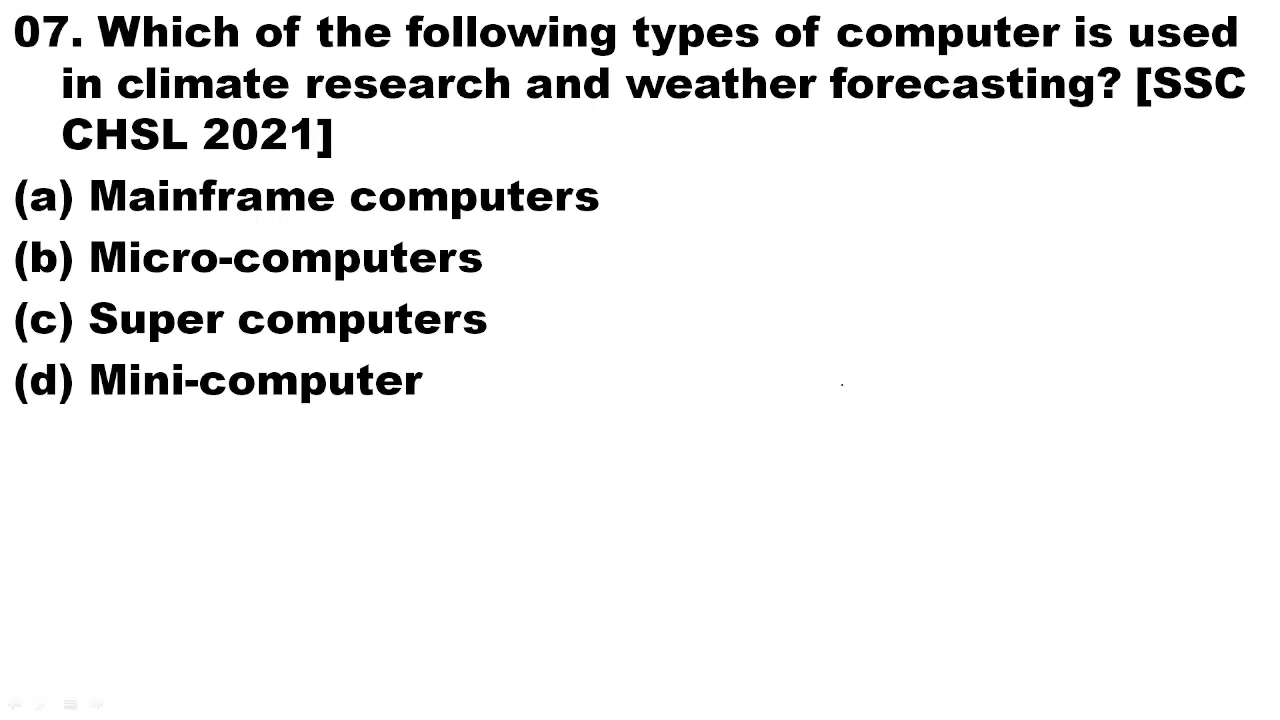 07. Which of the following types of computer is used
in climate research and weather forecasting? [SSC
CHSL 2021]
(a) Mainframe computers
(b) Micro-computers
(c) Super computers
(d) Mini-computer